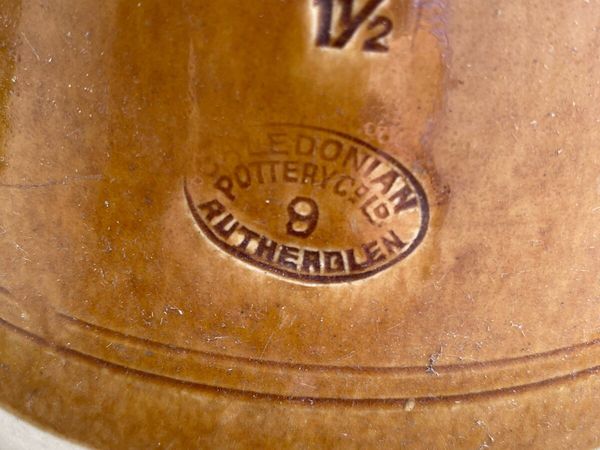 1½
CALEDONIAN
POTTERY Co LD
9
RUTHERGLEN